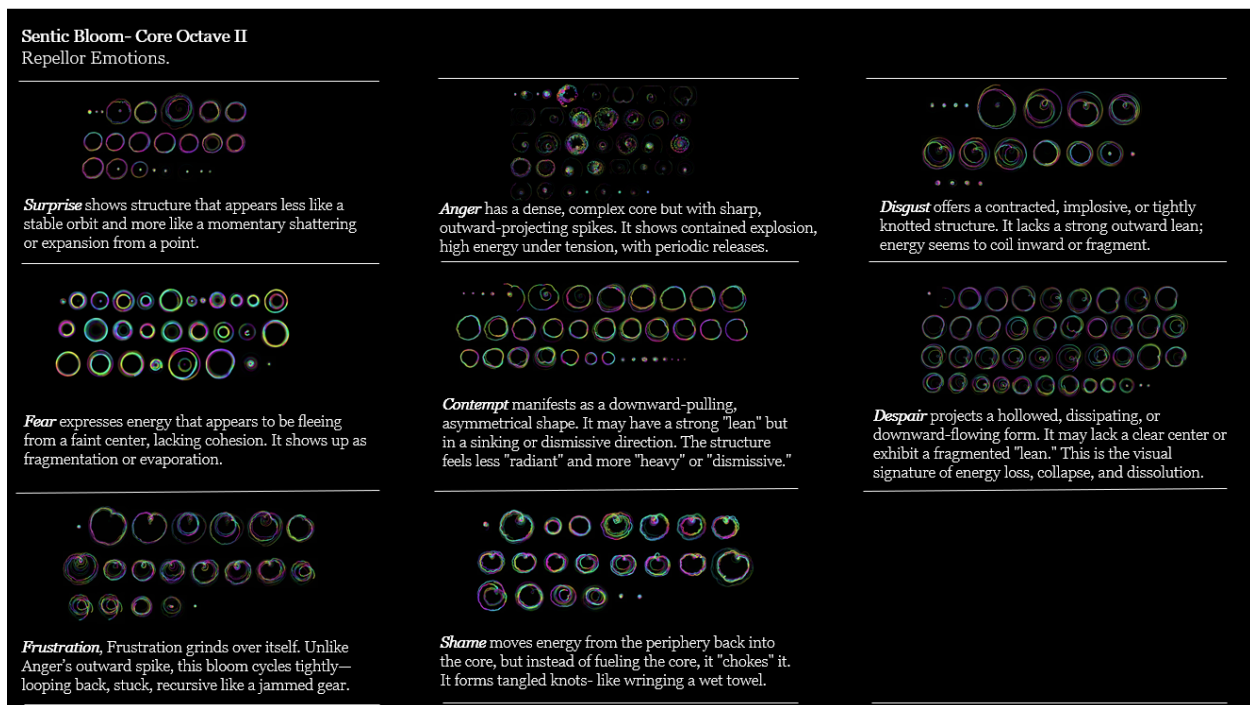 Sentic Bloom- Core Octave II
Repellor Emotions.
Surprise shows structure that appears less like a
stable orbit and more like a momentary shattering
or expansion from a point.
Anger has a dense, complex core but with sharp,
outward-projecting spikes. It shows contained explosion,
high energy under tension, with periodic releases.
Disgust offers a contracted, implosive, or tightly
knotted structure. It lacks a strong outward lean;
energy seems to coil inward or fragment.
Fear expresses energy that appears to be fleeing
from a faint center, lacking cohesion. It shows up as
fragmentation or evaporation.
Contempt manifests as a downward-pulling,
asymmetrical shape. It may have a strong "lean" but
in a sinking or dismissive direction. The structure
feels less "radiant" and more "heavy" or "dismissive."
Despair projects a hollowed, dissipating, or
downward-flowing form. It may lack a clear center or
exhibit a fragmented "lean." This is the visual
signature of energy loss, collapse, and dissolution.
Frustration, Frustration grinds over itself. Unlike
Anger's outward spike, this bloom cycles tightly—
looping back, stuck, recursive like a jammed gear.
Shame moves energy from the periphery back into
the core, but instead of fueling the core, it "chokes" it.
It forms tangled knots- like wringing a wet towel.